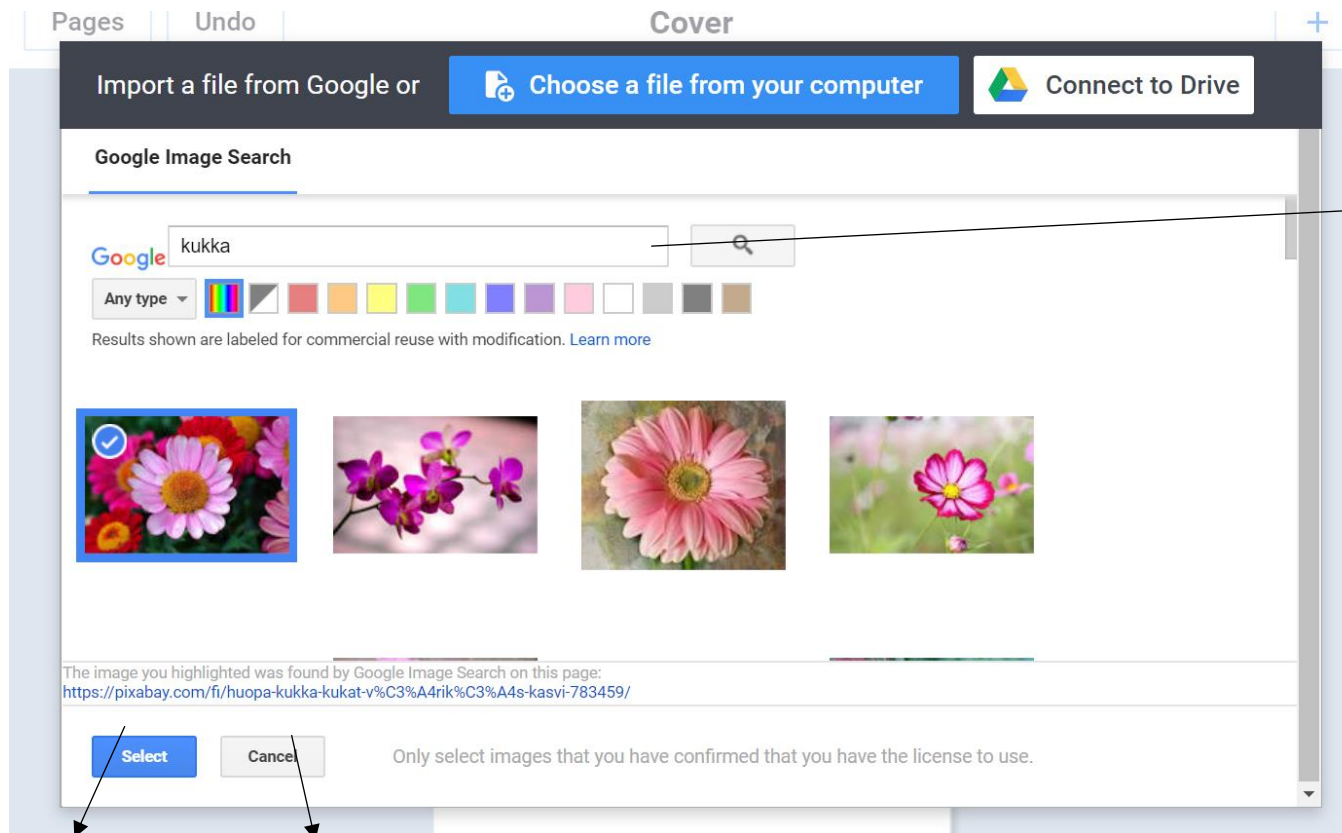 Pages Undo Cover +
Import a file from Google or Choose a file from your computer Connect to Drive
Google Image Search
Google kukka
Any type
Results shown are labeled for commercial reuse with modification. Learn more
The image you highlighted was found by Google Image Search on this page:
https://pixabay.com/fi/huopa-kukka-kukat-v%C3%A4rik%C3%A4s-kasvi-783459/
Select Cancel Only select images that you have confirmed that you have the license to use.